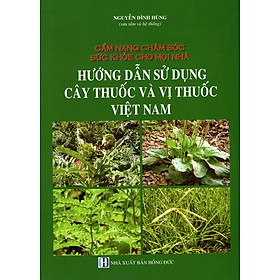 NGUYỄN ĐÌNH HÙNG
(sưu tầm và hệ thống)
CẨM NANG CHĂM SÓC
SỨC KHỎE CHO MỌI NHÀ
HƯỚNG DẪN SỬ DỤNG
CÂY THUỐC VÀ VỊ THUỐC
VIỆT NAM
NHÀ XUẤT BẢN HỒNG ĐỨC